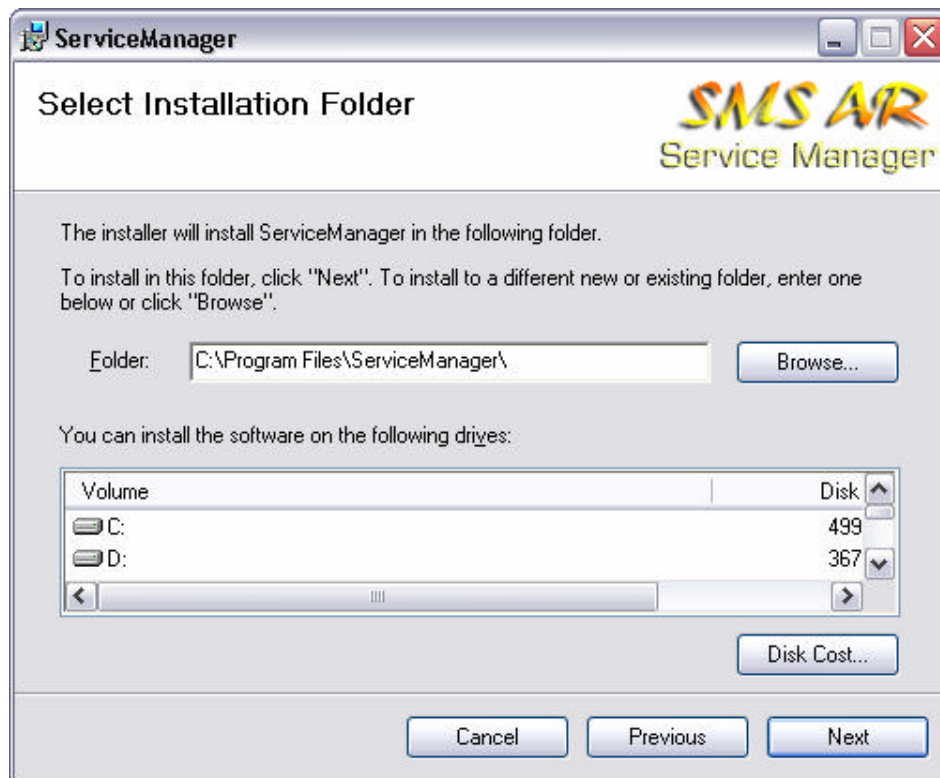 ServiceManager
Select Installation Folder
SMS AR
Service Manager
The installer will install ServiceManager in the following folder.
To install in this folder, click "Next". To install to a different new or existing folder, enter one
below or click "Browse".
Folder: C:\Program Files\ServiceManager\ Browse...
You can install the software on the following drives:
Volume Disk
C: 499
D: 367
Disk Cost...
Cancel Previous Next